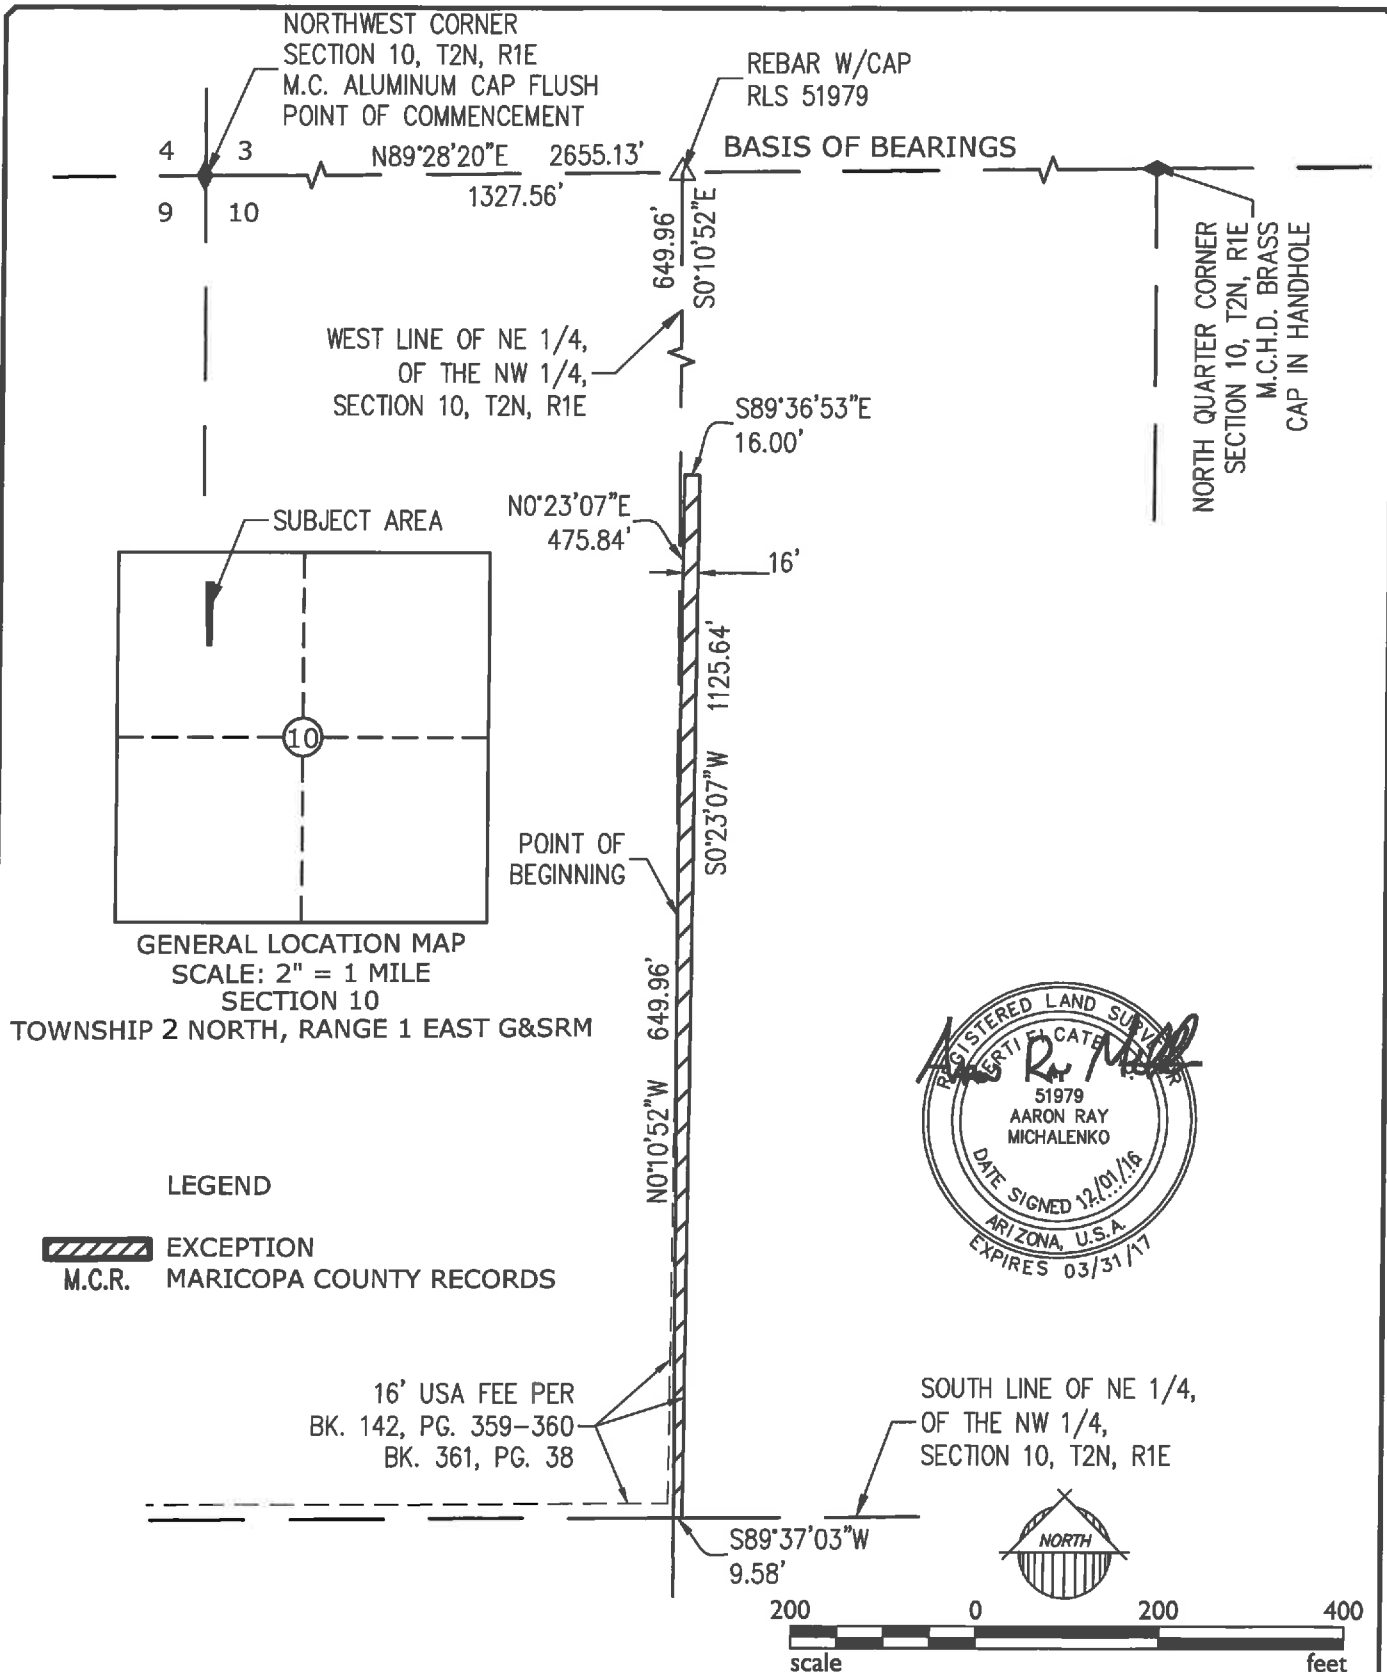 NORTHWEST CORNER
SECTION 10, T2N, R1E
M.C. ALUMINUM CAP FLUSH
POINT OF COMMENCEMENT
REBAR W/CAP
RLS 51979
4 3
9 10
N89°28'20"E 2655.13'
1327.56'
BASIS OF BEARINGS
649.96'
S0°10'52"E
NORTH QUARTER CORNER
SECTION 10, T2N, R1E
M.C.H.D. BRASS
CAP IN HANDHOLE
WEST LINE OF NE 1/4,
OF THE NW 1/4,
SECTION 10, T2N, R1E
S89°36'53"E
16.00'
N0°23'07"E
475.84'
16'
SUBJECT AREA
10
1125.64'
S0°23'07"W
POINT OF
BEGINNING
GENERAL LOCATION MAP
SCALE: 2" = 1 MILE
SECTION 10
TOWNSHIP 2 NORTH, RANGE 1 EAST G&SRM
649.96'
N0°10'52"W
REGISTERED LAND SURVEYOR
51979
AARON RAY
MICHALENKO
DATE SIGNED 12/01/16
ARIZONA, U.S.A.
EXPIRES 03/31/17
LEGEND
EXCEPTION
M.C.R. MARICOPA COUNTY RECORDS
16' USA FEE PER
BK. 142, PG. 359-360
BK. 361, PG. 38
SOUTH LINE OF NE 1/4,
OF THE NW 1/4,
SECTION 10, T2N, R1E
S89°37'03"W
9.58'
NORTH
200 0 200 400
scale feet